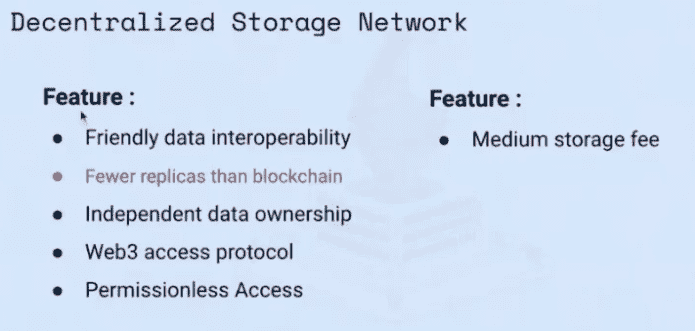 Decentralized Storage Network
Feature :
● Friendly data interoperability
● Fewer replicas than blockchain
● Independent data ownership
● Web3 access protocol
● Permissionless Access
Feature :
● Medium storage fee